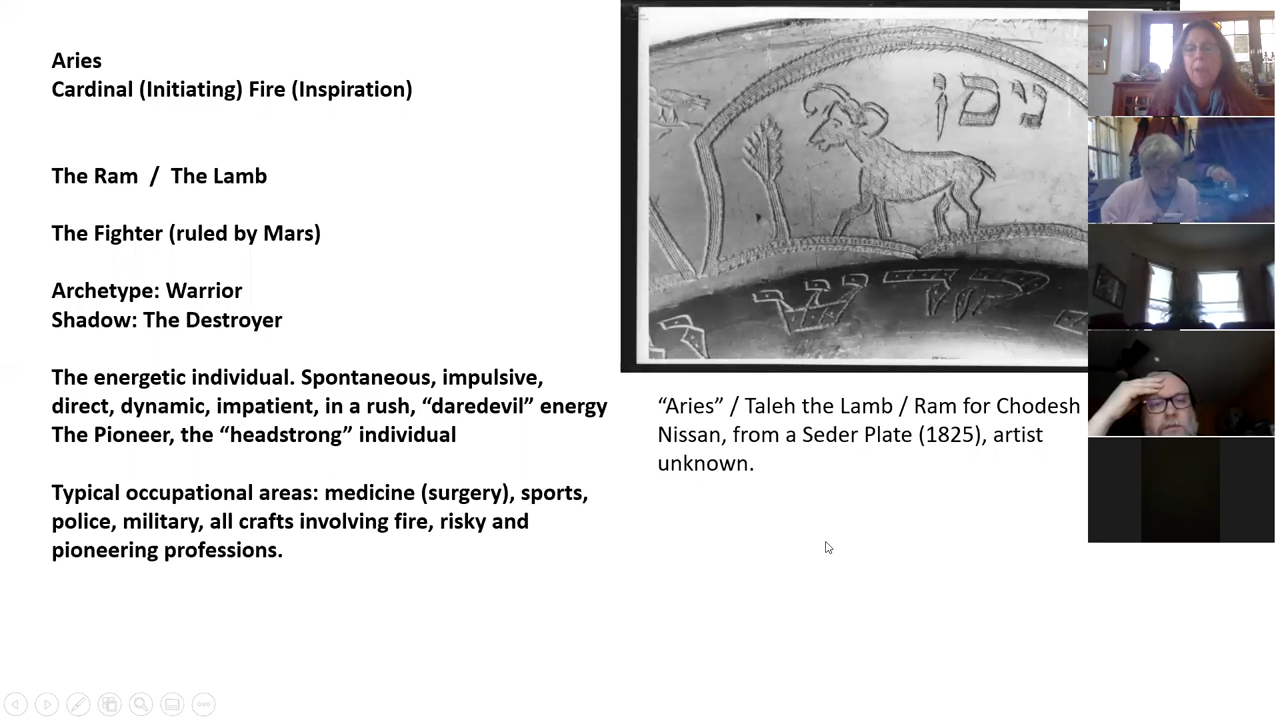 Aries
Cardinal (Initiating) Fire (Inspiration)
The Ram / The Lamb
The Fighter (ruled by Mars)
Archetype: Warrior
Shadow: The Destroyer
The energetic individual. Spontaneous, impulsive,
direct, dynamic, impatient, in a rush, “daredevil” energy
The Pioneer, the “headstrong” individual
Typical occupational areas: medicine (surgery), sports,
police, military, all crafts involving fire, risky and
pioneering professions.
ניסן
“Aries” / Taleh the Lamb / Ram for Chodesh
Nissan, from a Seder Plate (1825), artist
unknown.